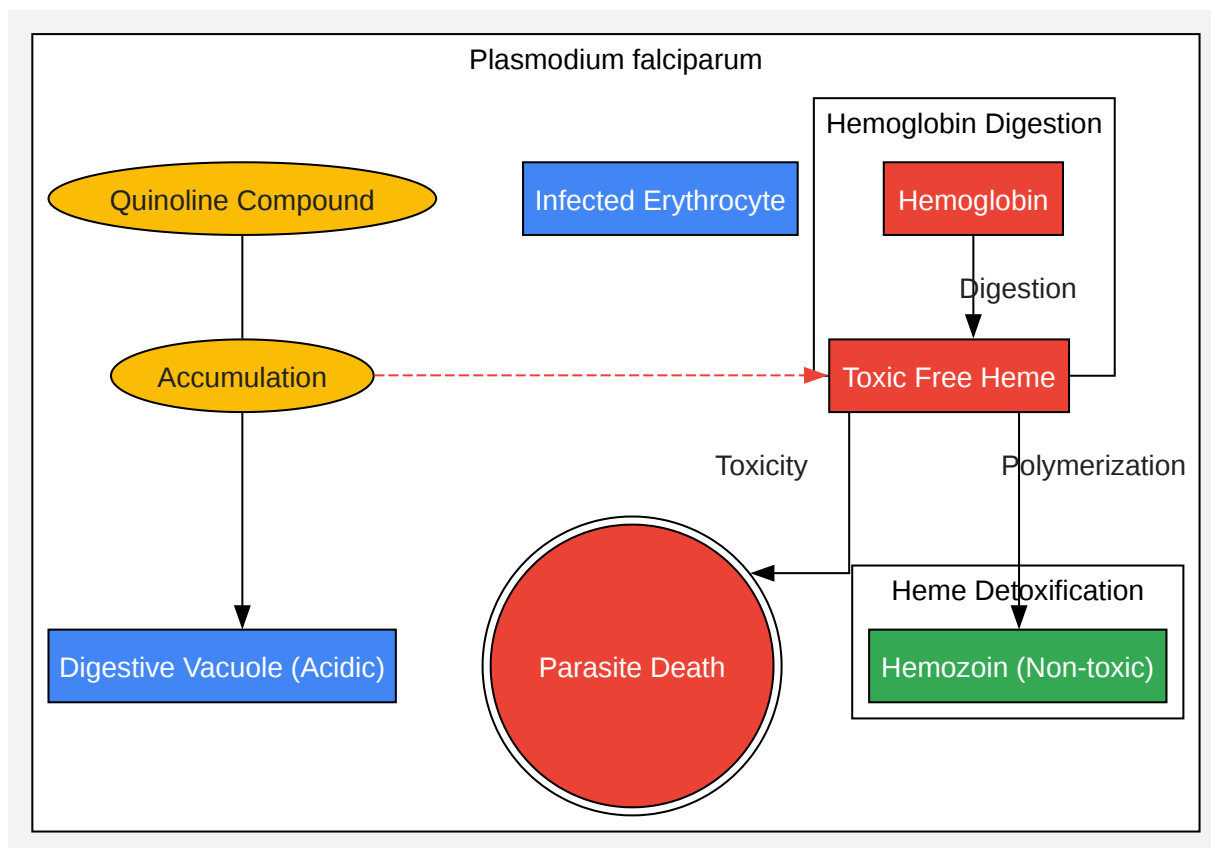 Plasmodium falciparum
Hemoglobin Digestion
Quinoline Compound
Infected Erythrocyte
Hemoglobin
Digestion
Accumulation
Toxic Free Heme
Toxicity
Polymerization
Heme Detoxification
Digestive Vacuole (Acidic)
Parasite Death
Hemozoin (Non-toxic)